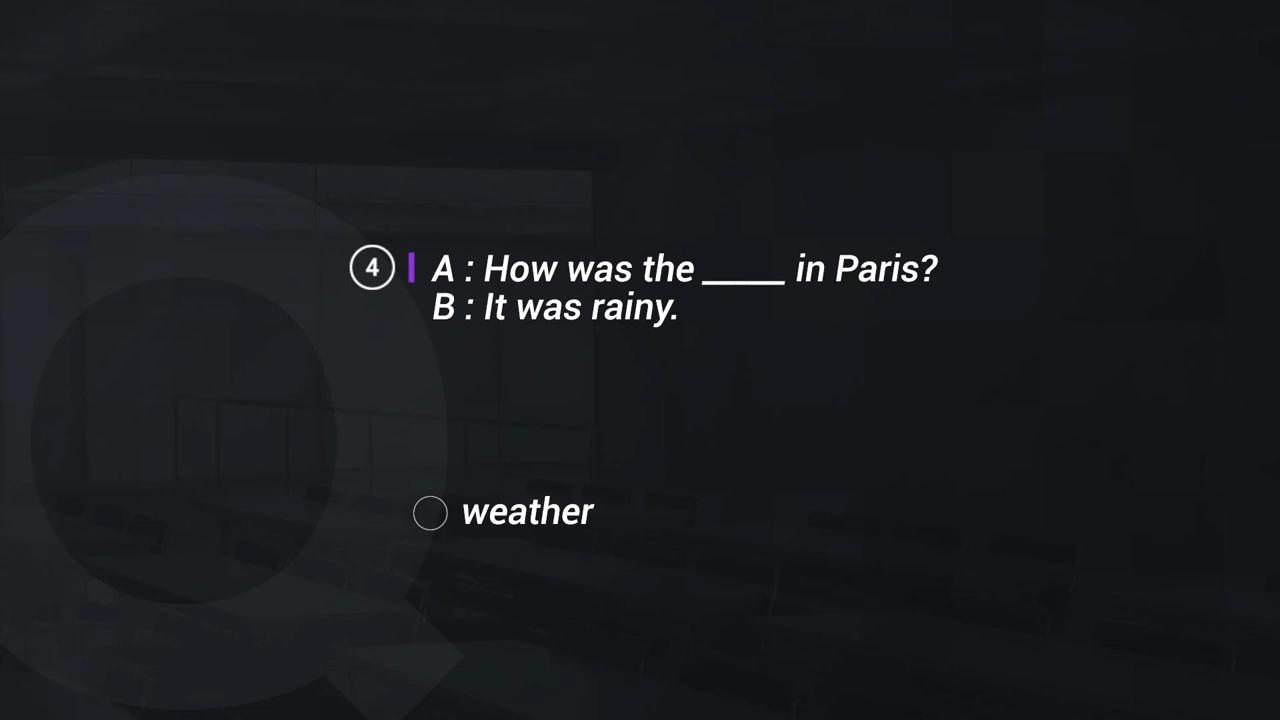 4 A : How was the _____ in Paris?
B : It was rainy.
weather